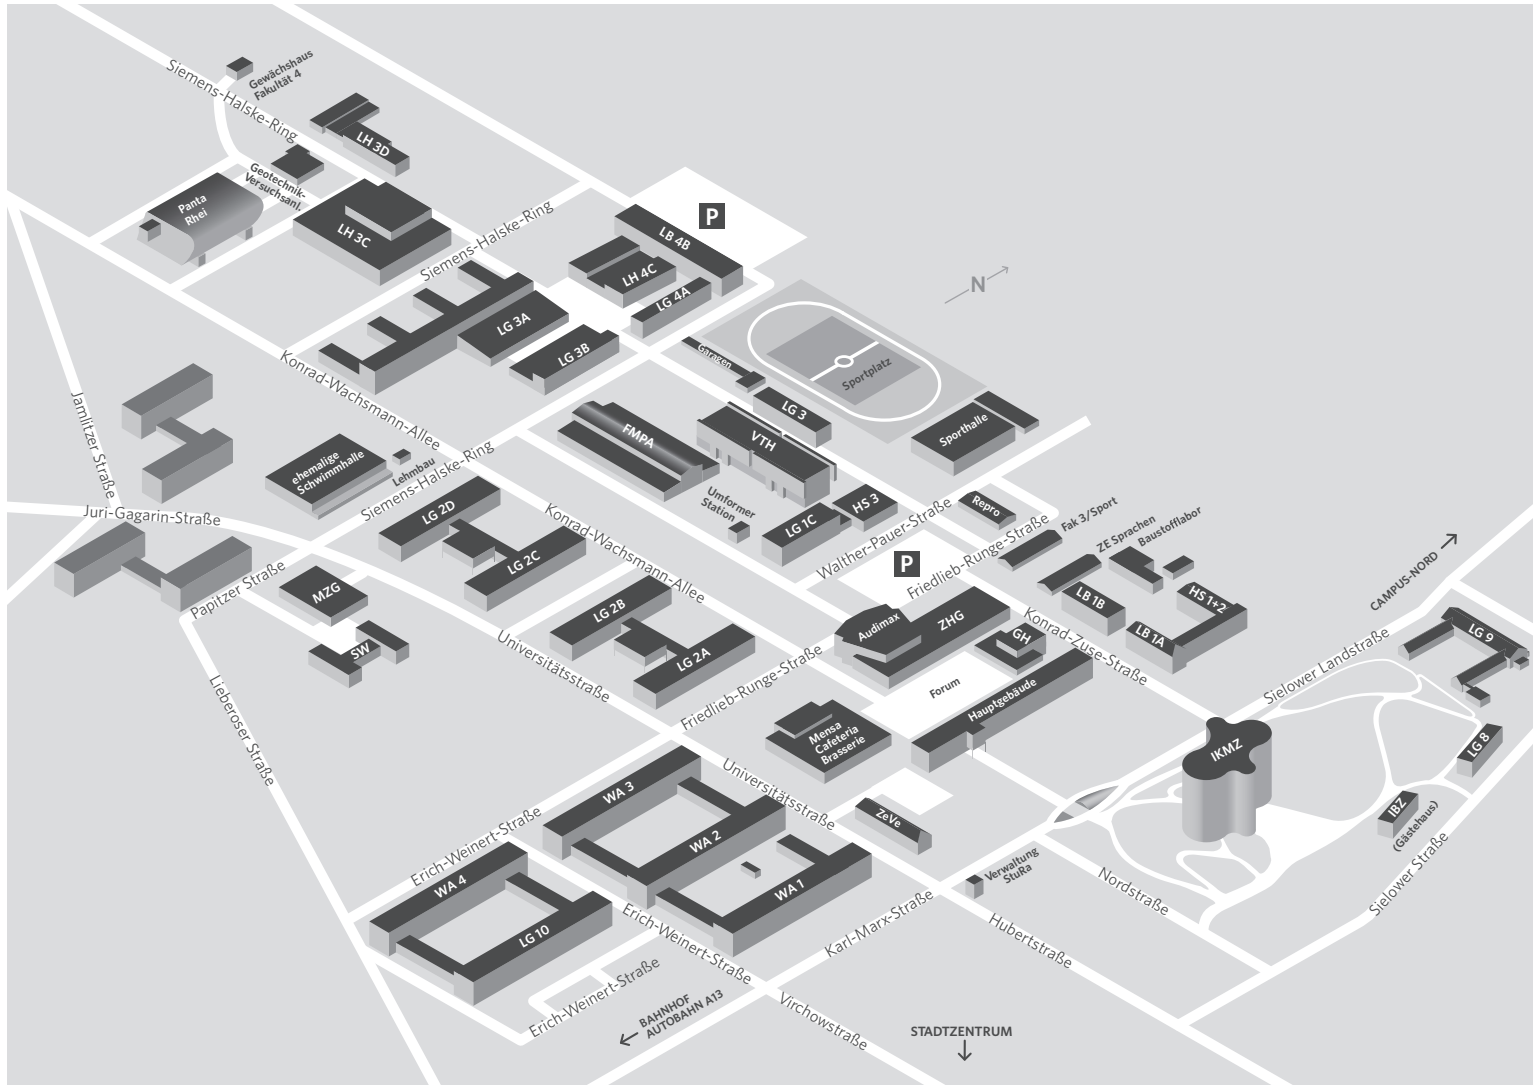 Gewächshaus
Fakultät 4
Siemens-Halske-Ring
LH 3D
Geotechnik-
Versuchsanl.
Panta
Rhei
LH 3C
Siemens-Halske-Ring
P
LB 4B
LH 4C
LG 4A
N
LG 3A
LG 3B
Garagen
Sportplatz
Konrad-Wachsmann-Allee
LG 3
Sporthalle
FMPA
VTH
Jamlitzer Straße
ehemalige
Schwimmhalle
Lehmbau
Siemens-Halske-Ring
Umformer
Station
HS 3
LG 1C
Repro
Walther-Pauer-Straße
Fak 3/Sport
ZE Sprachen
Baustofflabor
Juri-Gagarin-Straße
LG 2D
LG 2C
Konrad-Wachsmann-Allee
P
Friedlieb-Runge-Straße
CAMPUS-NORD
Papitzer Straße
MZG
LG 2B
LG 2A
Audimax
ZHG
GH
LB 1B
LB 1A
HS 1+2
Konrad-Zuse-Straße
LG 9
SW
Universitätsstraße
Friedlieb-Runge-Straße
Forum
Hauptgebäude
Sielower Landstraße
Lieberoser Straße
Mensa
Cafeteria
Brasserie
IKMZ
LG 8
WA 3
Universitätsstraße
ZeVe
IBZ
(Gästehaus)
Erich-Weinert-Straße
WA 2
WA 4
WA 1
Verwaltung
StuRa
Nordstraße
Sielower Straße
LG 10
Erich-Weinert-Straße
Karl-Marx-Straße
Hubertstraße
Erich-Weinert-Straße
BAHNHOF
AUTOBAHN A13
Virchowstraße
STADTZENTRUM